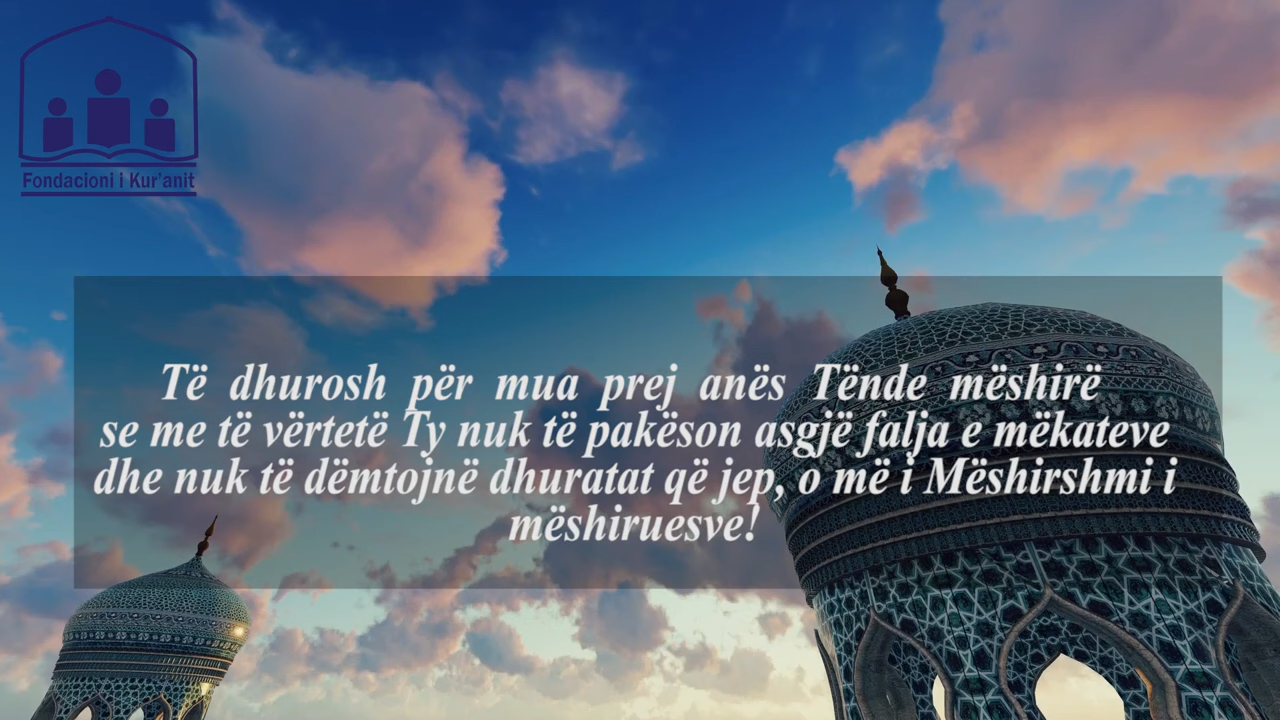 Fondacioni i Kur'anit
Të dhurosh për mua prej anës Tënde mëshirë
se me të vërtetë Ty nuk të pakëson asgjë falja e mëkateve
dhe nuk të dëmtojnë dhuratat që jep, o më i Mëshirshmi i
mëshiruesve!